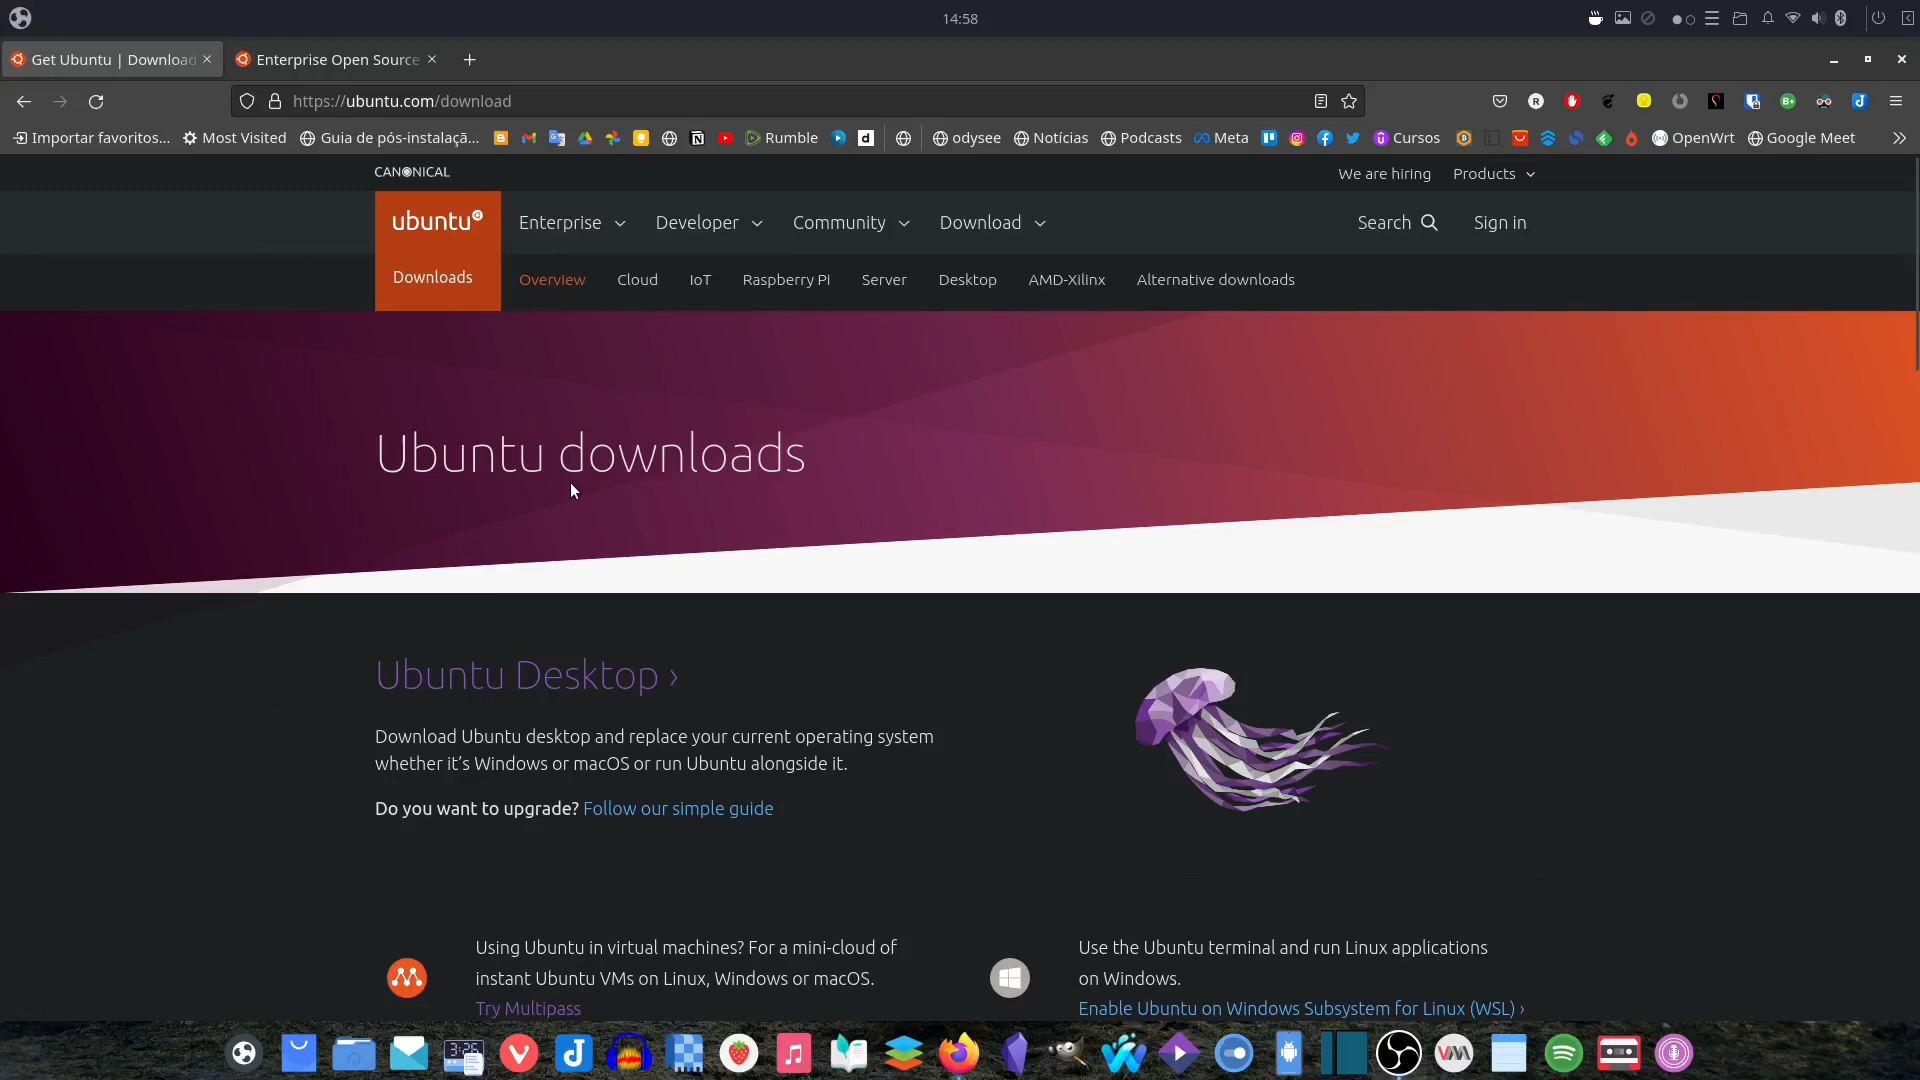 14:58
Get Ubuntu | Download
Enterprise Open Source
https://ubuntu.com/download
Importar favoritos...
Most Visited
Guia de pós-instalaçã...
Rumble
odysee
Notícias
Podcasts
Meta
Cursos
OpenWrt
Google Meet
CANONICAL
We are hiring
Products
ubuntu
Enterprise
Developer
Community
Download
Search
Sign in
Downloads
Overview
Cloud
IoT
Raspberry Pi
Server
Desktop
AMD-Xilinx
Alternative downloads
Ubuntu downloads
Ubuntu Desktop ›
Download Ubuntu desktop and replace your current operating system
whether it’s Windows or macOS or run Ubuntu alongside it.
Do you want to upgrade? Follow our simple guide
Using Ubuntu in virtual machines? For a mini-cloud of
instant Ubuntu VMs on Linux, Windows or macOS.
Try Multipass
Use the Ubuntu terminal and run Linux applications
on Windows.
Enable Ubuntu on Windows Subsystem for Linux (WSL) ›
3:25